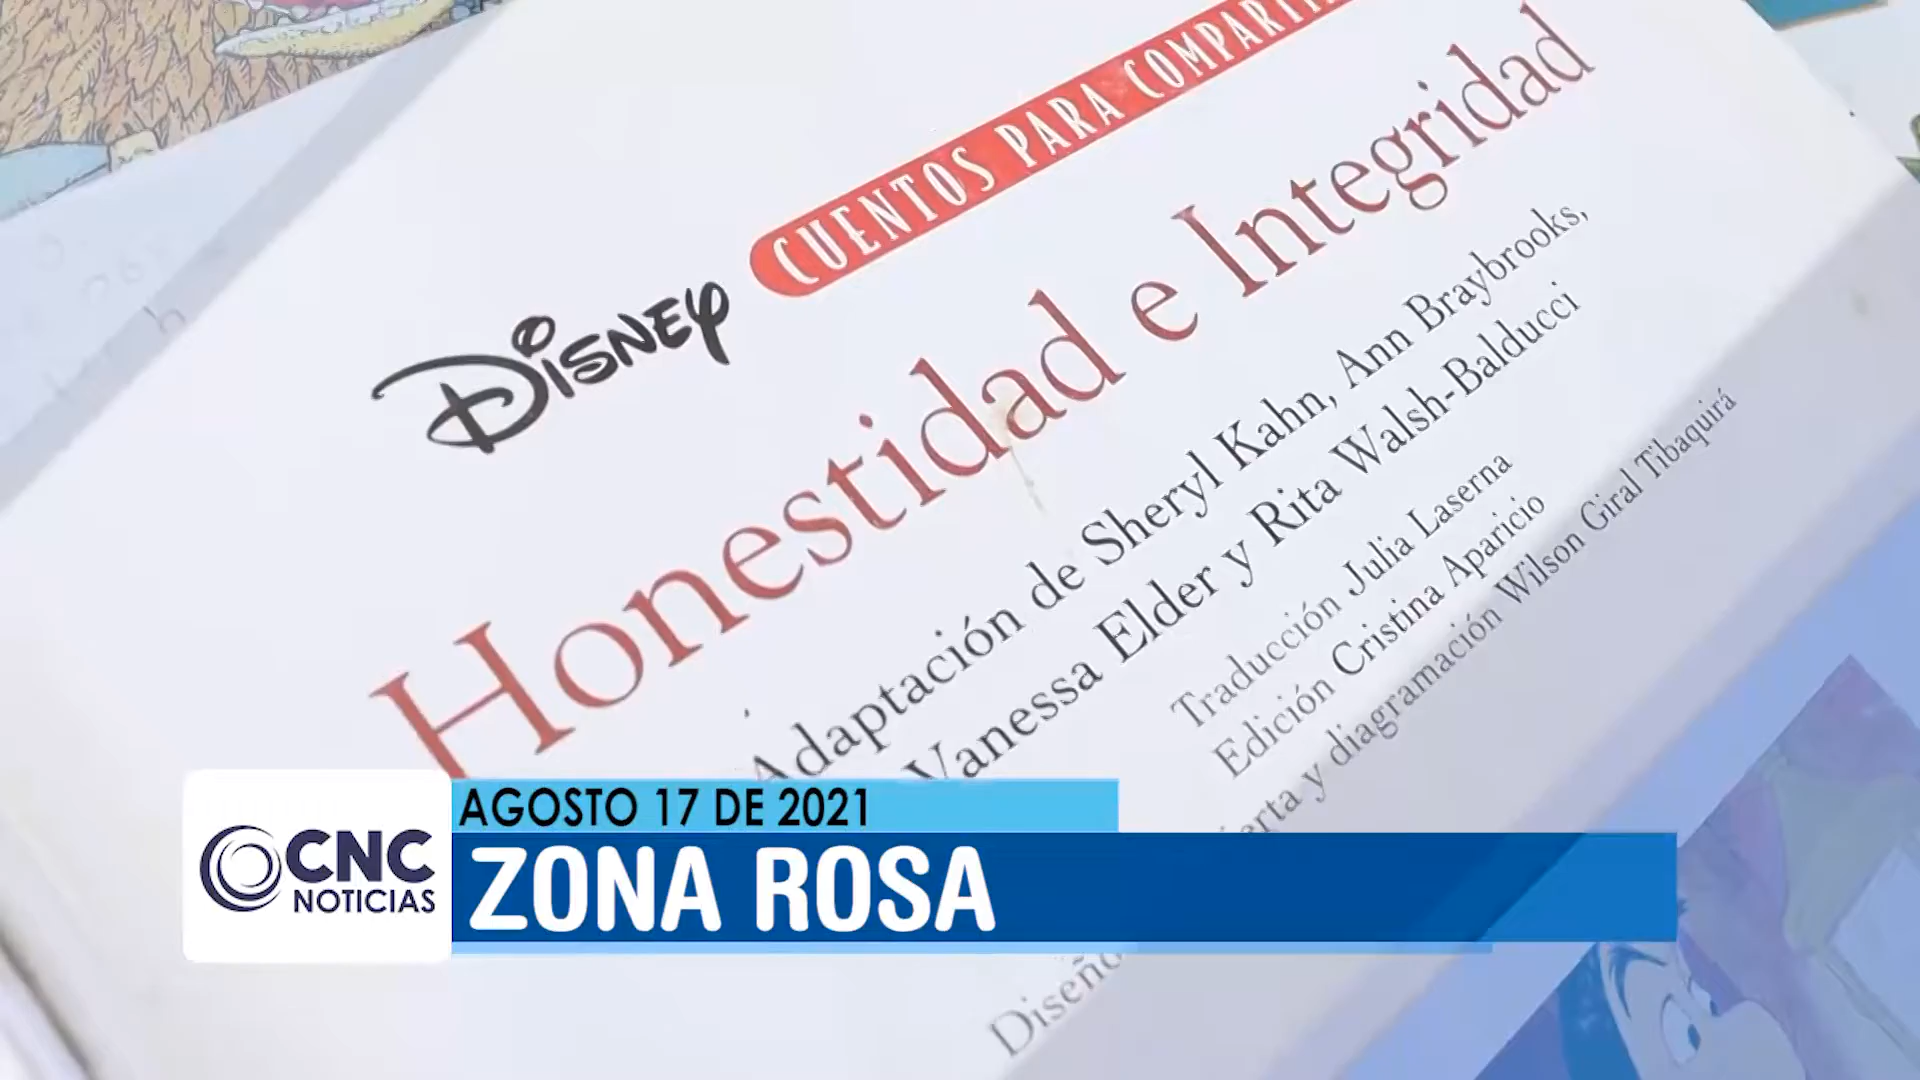 DISNEY CUENTOS PARA COMPARTIR
Honestidad e Integridad
Adaptación de Sheryl Kahn, Ann Braybrooks,
Vanessa Elder y Rita Walsh-Balducci
Traducción Julia Laserna
Edición Cristina Aparicio
Diseño y diagramación Wilson Giral Tibaquirá
AGOSTO 17 DE 2021
CNC
NOTICIAS
ZONA ROSA